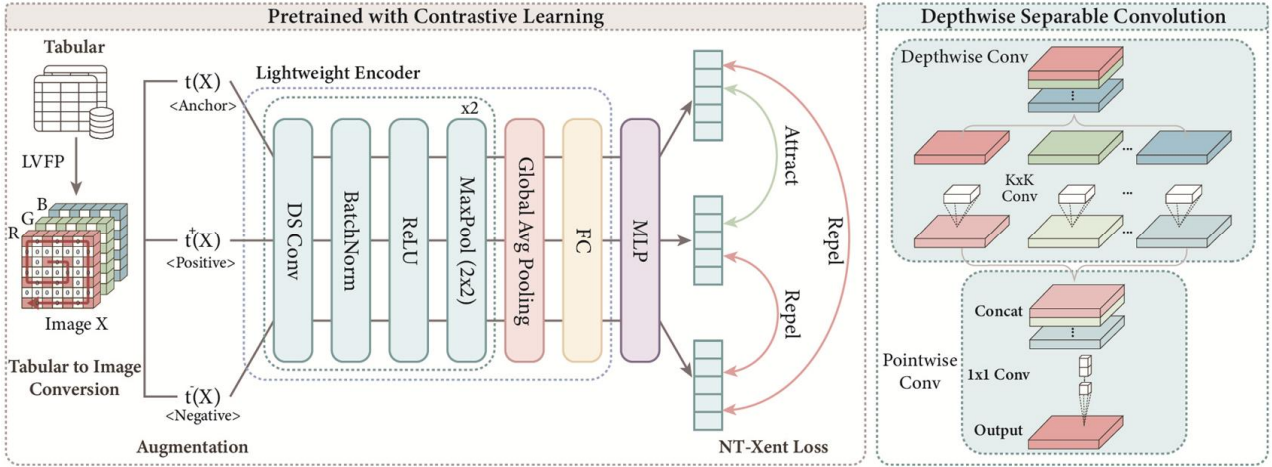 Pretrained with Contrastive Learning
Tabular
LVFP
B
G
R
Image X
Tabular to Image
Conversion
t(X)
<Anchor>
t⁺(X)
<Positive>
t⁻(X)
<Negative>
Augmentation
Lightweight Encoder
x2
DS Conv
BatchNorm
ReLU
MaxPool (2x2)
Global Avg Pooling
FC
MLP
Attract
Repel
Repel
NT-Xent Loss
Depthwise Separable Convolution
Depthwise Conv
...
...
KxK
Conv
...
...
Pointwise
Conv
Concat
...
1x1 Conv
Output